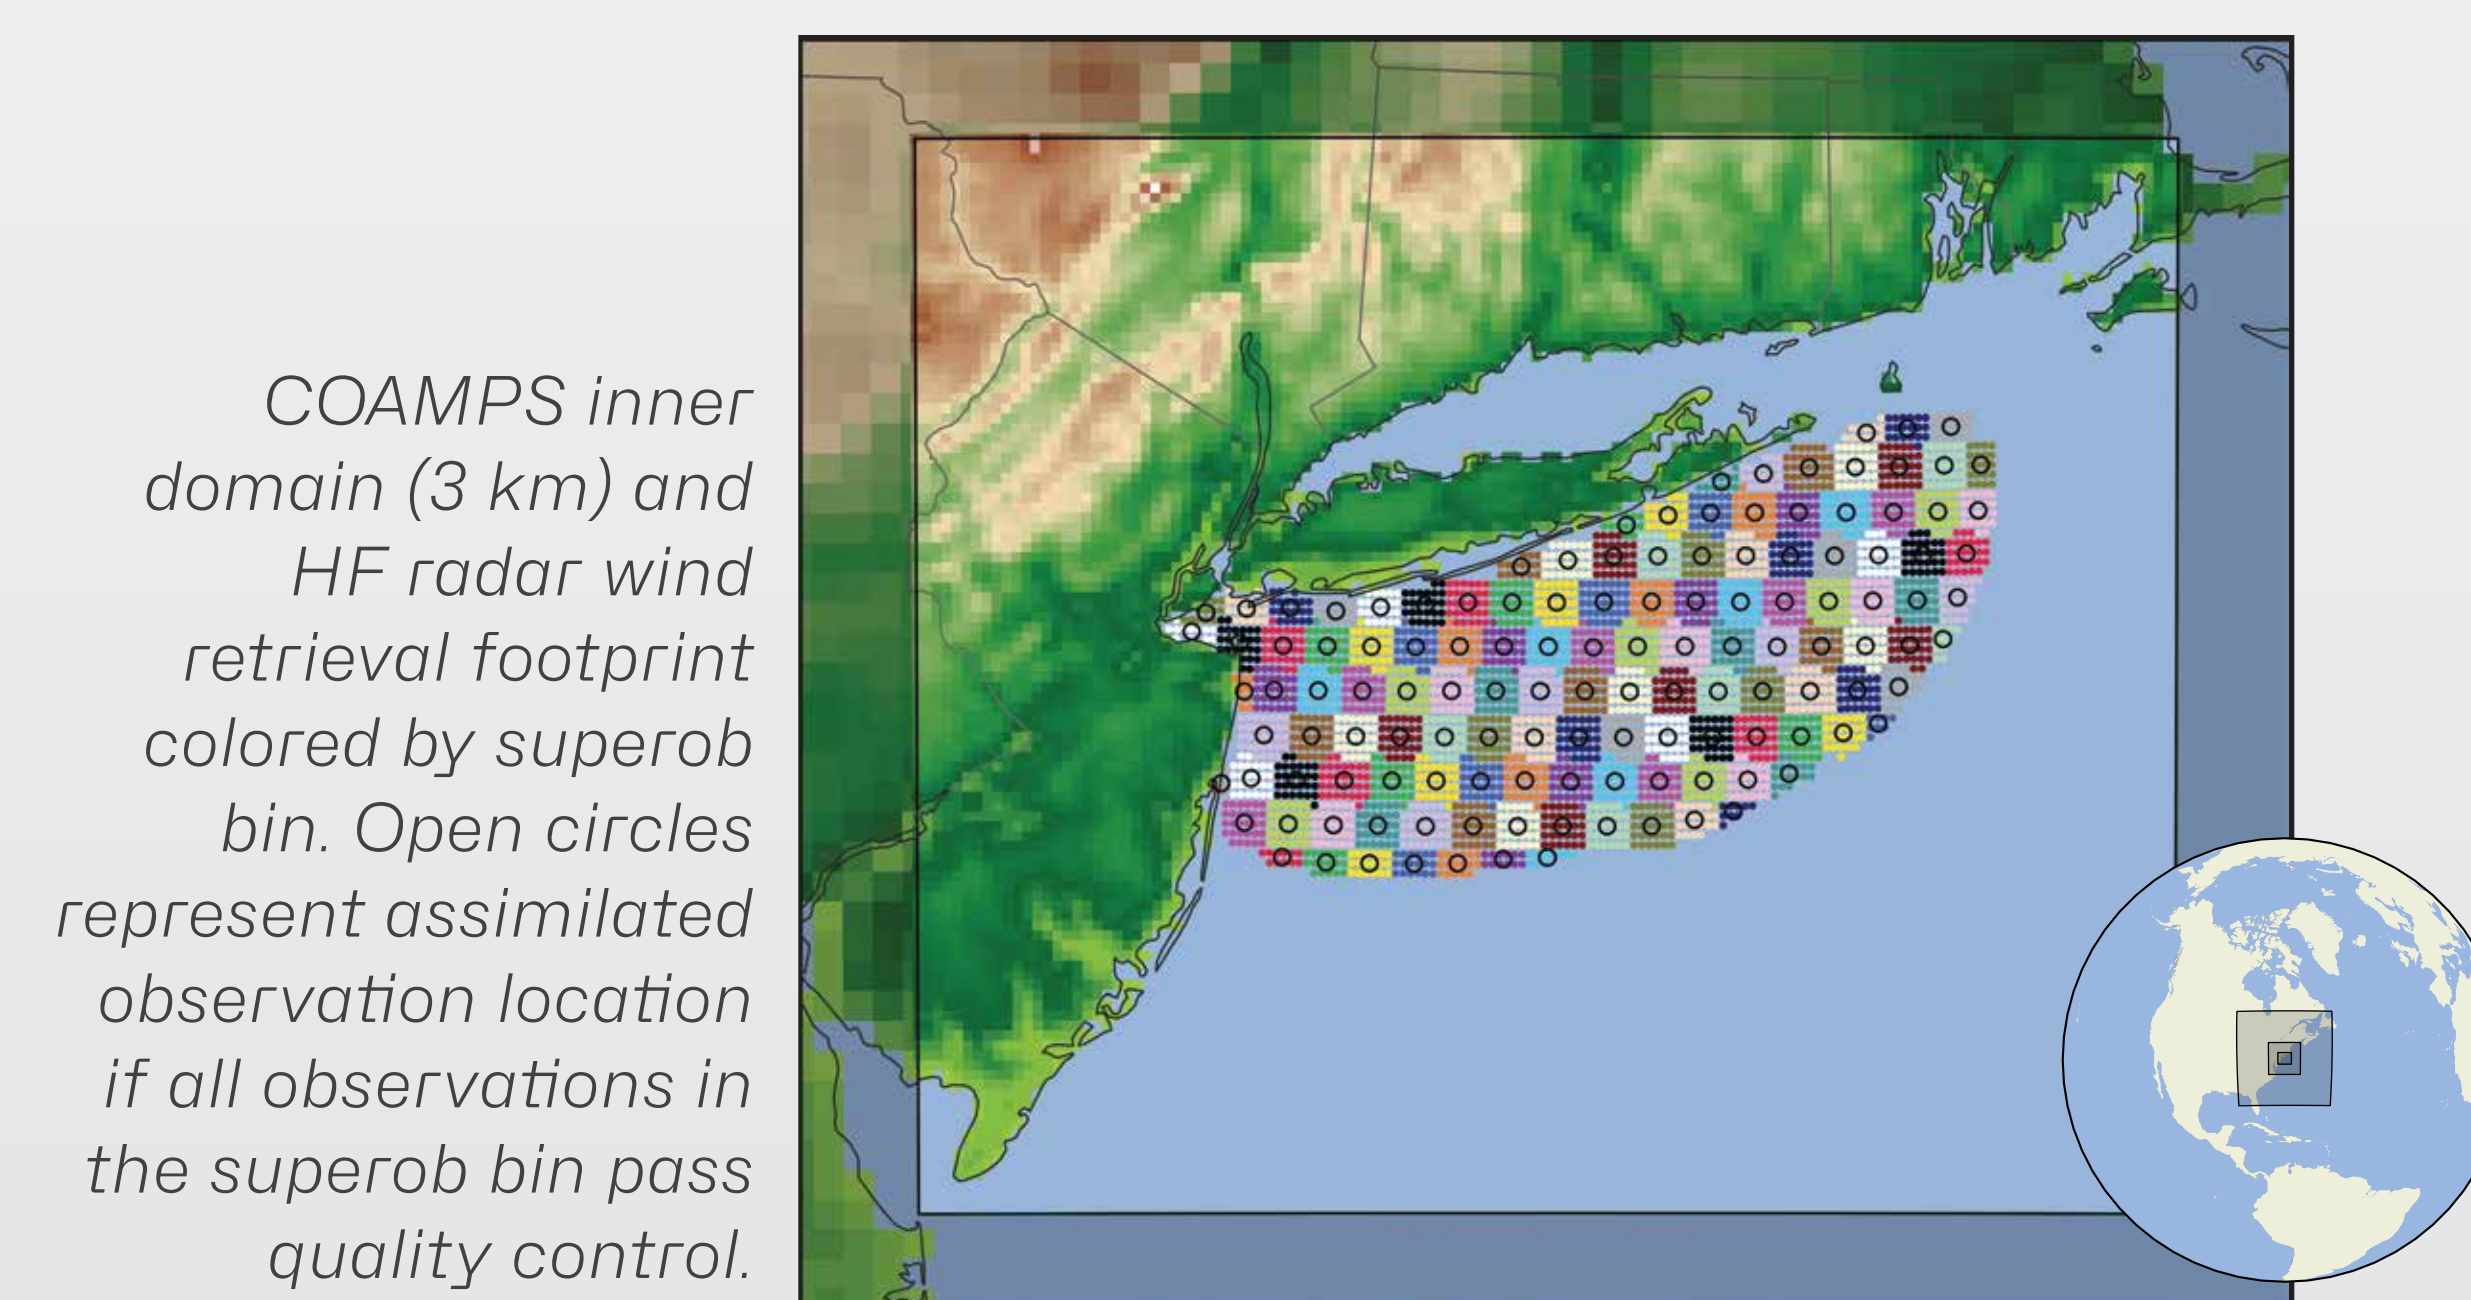 COAMPS inner
domain (3 km) and
HF radar wind
retrieval footprint
colored by superob
bin. Open circles
represent assimilated
observation location
if all observations in
the superob bin pass
quality control.